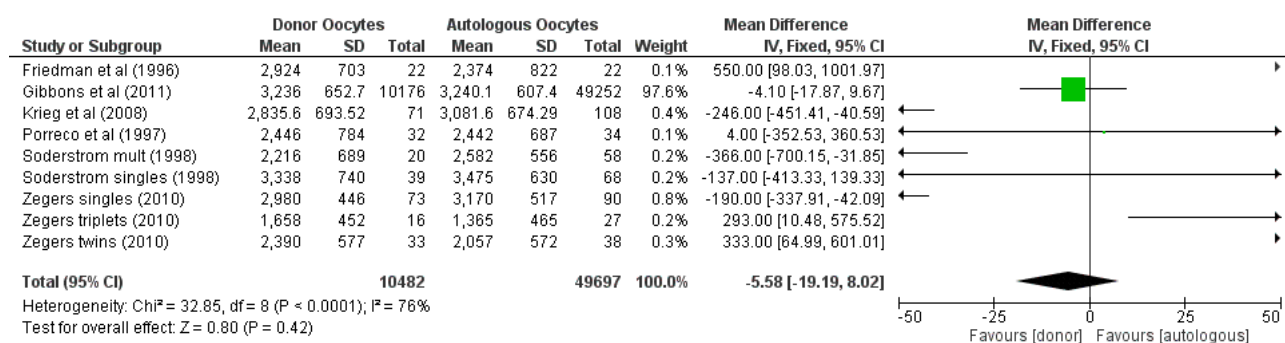 Donor Oocytes Autologous Oocytes Mean Difference Mean Difference
Study or Subgroup Mean SD Total Mean SD Total Weight IV, Fixed, 95% CI IV, Fixed, 95% CI
Friedman et al (1996) 2,924 703 22 2,374 822 22 0.1% 550.00 [98.03, 1001.97]
Gibbons et al (2011) 3,236 652.7 10176 3,240.1 607.4 49252 97.6% -4.10 [-17.87, 9.67]
Krieg et al (2008) 2,835.6 693.52 71 3,081.6 674.29 108 0.4% -246.00 [-451.41, -40.59]
Porreco et al (1997) 2,446 784 32 2,442 687 34 0.1% 4.00 [-352.53, 360.53]
Soderstrom mult (1998) 2,216 689 20 2,582 556 58 0.2% -366.00 [-700.15, -31.85]
Soderstrom singles (1998) 3,338 740 39 3,475 630 68 0.2% -137.00 [-413.33, 139.33]
Zegers singles (2010) 2,980 446 73 3,170 517 90 0.8% -190.00 [-337.91, -42.09]
Zegers triplets (2010) 1,658 452 16 1,365 465 27 0.2% 293.00 [10.48, 575.52]
Zegers twins (2010) 2,390 577 33 2,057 572 38 0.3% 333.00 [64.99, 601.01]
Total (95% CI) 10482 49697 100.0% -5.58 [-19.19, 8.02]
Heterogeneity: Chi² = 32.85, df = 8 (P < 0.0001); I² = 76%
Test for overall effect: Z = 0.80 (P = 0.42)
-50 -25 0 25 50
Favours [donor] Favours [autologous]